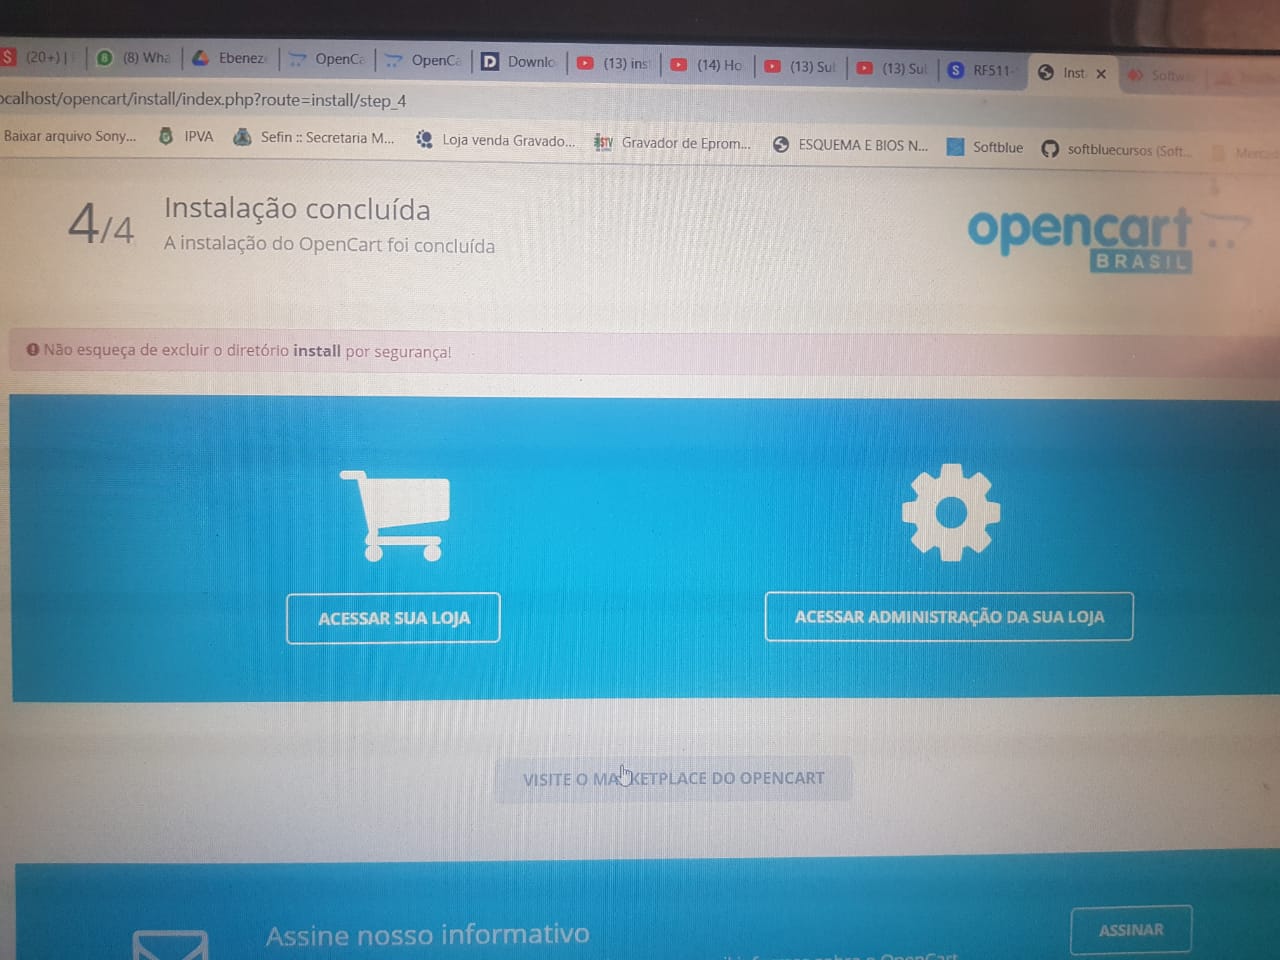 (20+) |
(8) Wha
Ebenez
OpenCa
OpenCa
Downlo
(13) ins
(14) Ho
(13) Sul
(13) Sul
RF511-
Inst
Softw
ocalhost/opencart/install/index.php?route=install/step_4
Baixar arquivo Sony...
IPVA
Sefin :: Secretaria M...
Loja venda Gravado...
Gravador de Eprom...
ESQUEMA E BIOS N...
Softblue
softbluecursos (Soft...
4/4
Instalação concluída
A instalação do OpenCart foi concluída
opencart
BRASIL
Não esqueça de excluir o diretório install por segurança!
ACESSAR SUA LOJA
ACESSAR ADMINISTRAÇÃO DA SUA LOJA
VISITE O MARKETPLACE DO OPENCART
Assine nosso informativo
ASSINAR
OpenCart